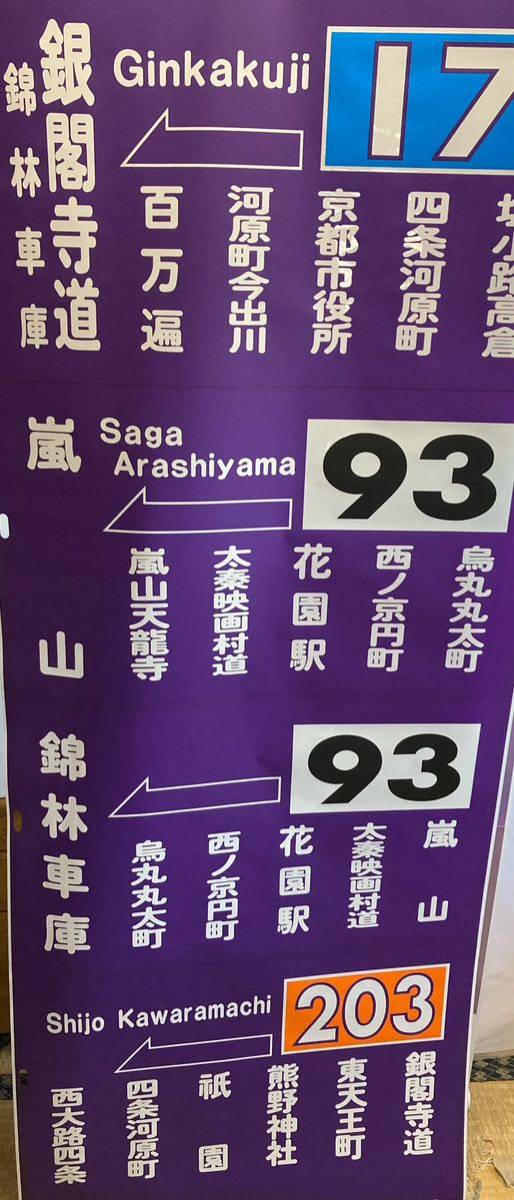 17
Ginkakuji
塩小路高倉
四条河原町
京都市役所
河原町今出川
百万遍
銀閣寺道
錦林車庫
93
Saga
Arashiyama
烏丸丸太町
西ノ京円町
花園駅
太秦映画村道
嵐山天龍寺
嵐山
93
嵐山
太秦映画村道
花園駅
西ノ京円町
烏丸丸太町
錦林車庫
203
Shijo Kawaramachi
銀閣寺道
東天王町
熊野神社
祇園
四条河原町
西大路四条